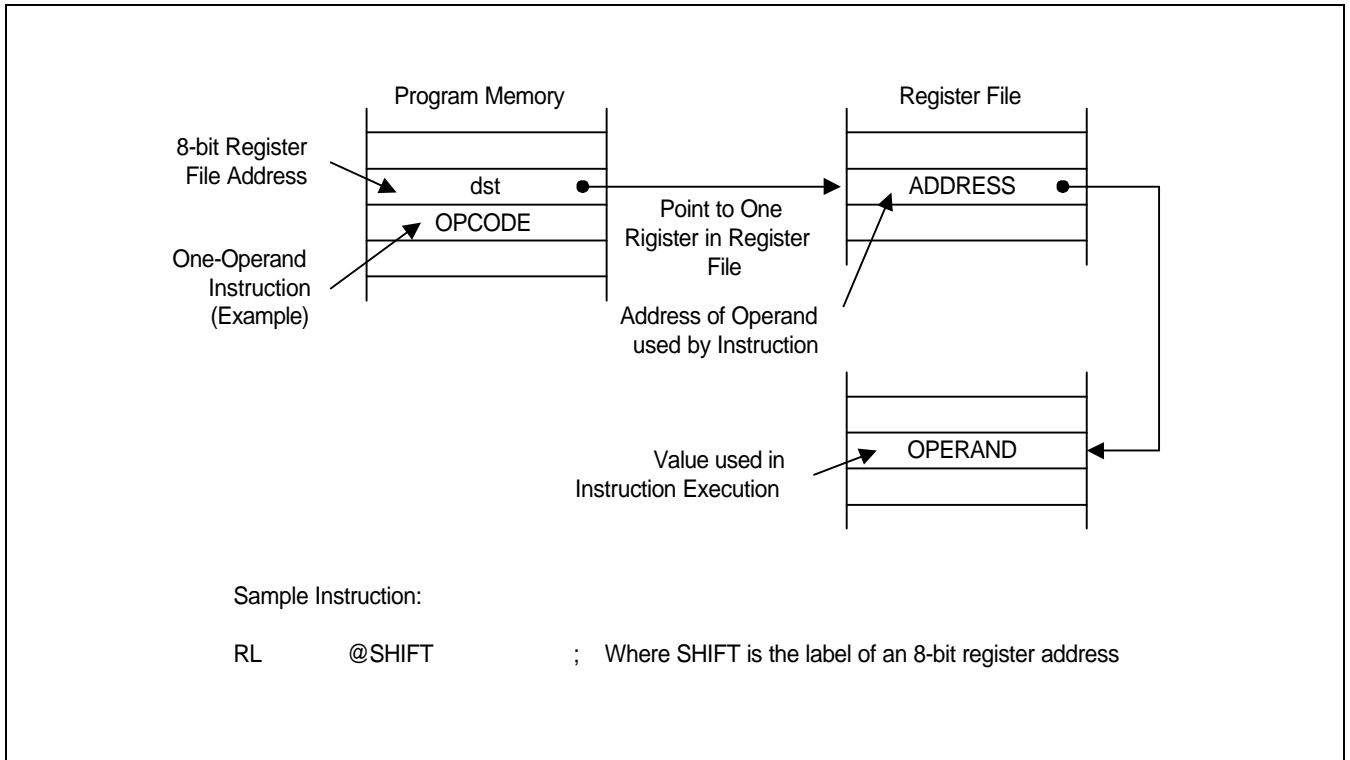 Program Memory
Register File
8-bit Register
File Address
dst
ADDRESS
OPCODE
Point to One
Rigister in Register
File
One-Operand
Instruction
(Example)
Address of Operand
used by Instruction
OPERAND
Value used in
Instruction Execution
Sample Instruction:
RL @SHIFT ; Where SHIFT is the label of an 8-bit register address